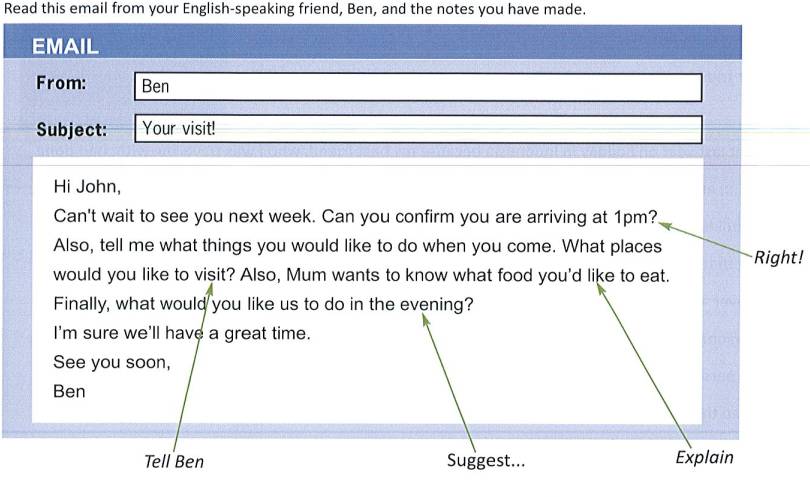 Read this email from your English-speaking friend, Ben, and the notes you have made.
EMAIL
From: Ben
Subject: Your visit!
Hi John,
Can't wait to see you next week. Can you confirm you are arriving at 1pm?
Also, tell me what things you would like to do when you come. What places
Right!
would you like to visit? Also, Mum wants to know what food you'd like to eat.
Finally, what would you like us to do in the evening?
I'm sure we'll have a great time.
See you soon,
Ben
Tell Ben
Suggest...
Explain